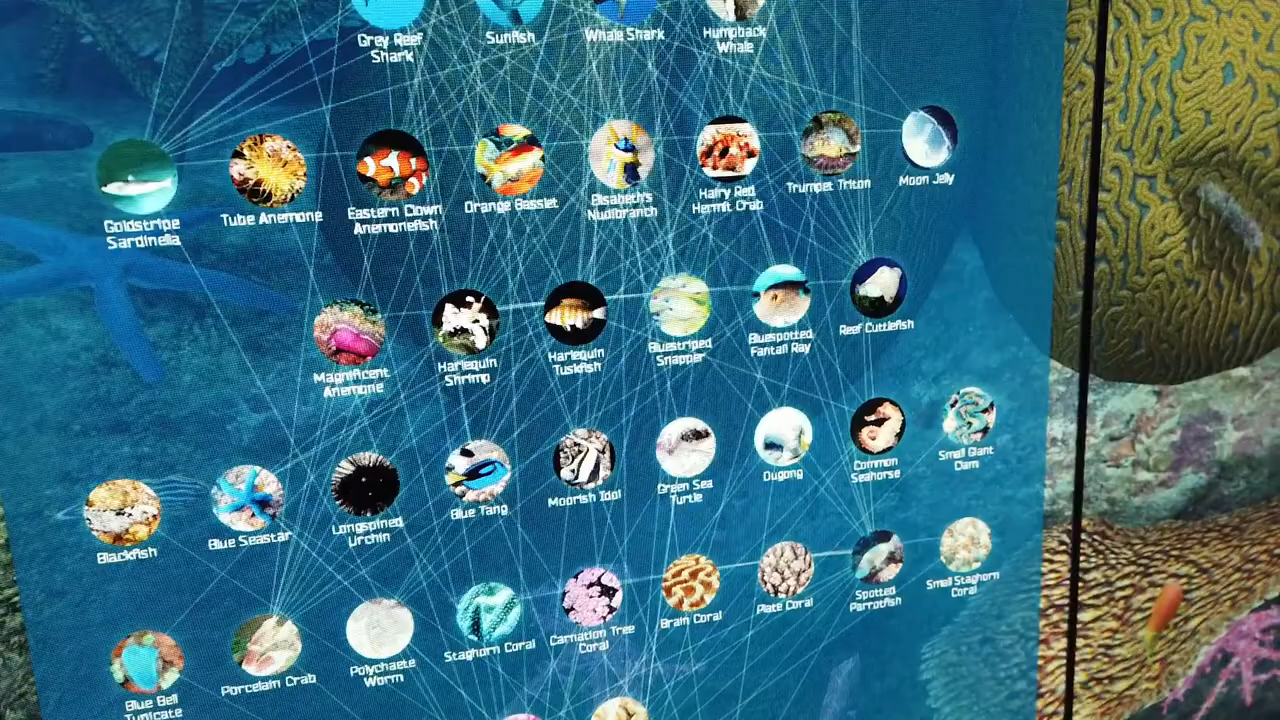 Grey Reef
Shark
Sunfish
Whale Shark
Humpback
Whale
Goldstripe
Sardinella
Tube Anemone
Eastern Clown
Anemonefish
Orange Basslet
Elisabeth's
Nudibranch
Hairy Red
Hermit Crab
Trumpet Triton
Moon Jelly
Magnificent
Anemone
Harlequin
Shrimp
Harlequin
Tuskfish
Bluestriped
Snapper
Bluespotted
Fantail Ray
Reef Cuttlefish
Blackfish
Blue Seastar
Longspined
Urchin
Blue Tang
Moorish Idol
Green Sea
Turtle
Dugong
Common
Seahorse
Small Giant
Clam
Blue Bell
Tunicate
Porcelain Crab
Polychaete
Worm
Staghorn Coral
Carnation Tree
Coral
Brain Coral
Plate Coral
Spotted
Parrotfish
Small Staghorn
Coral